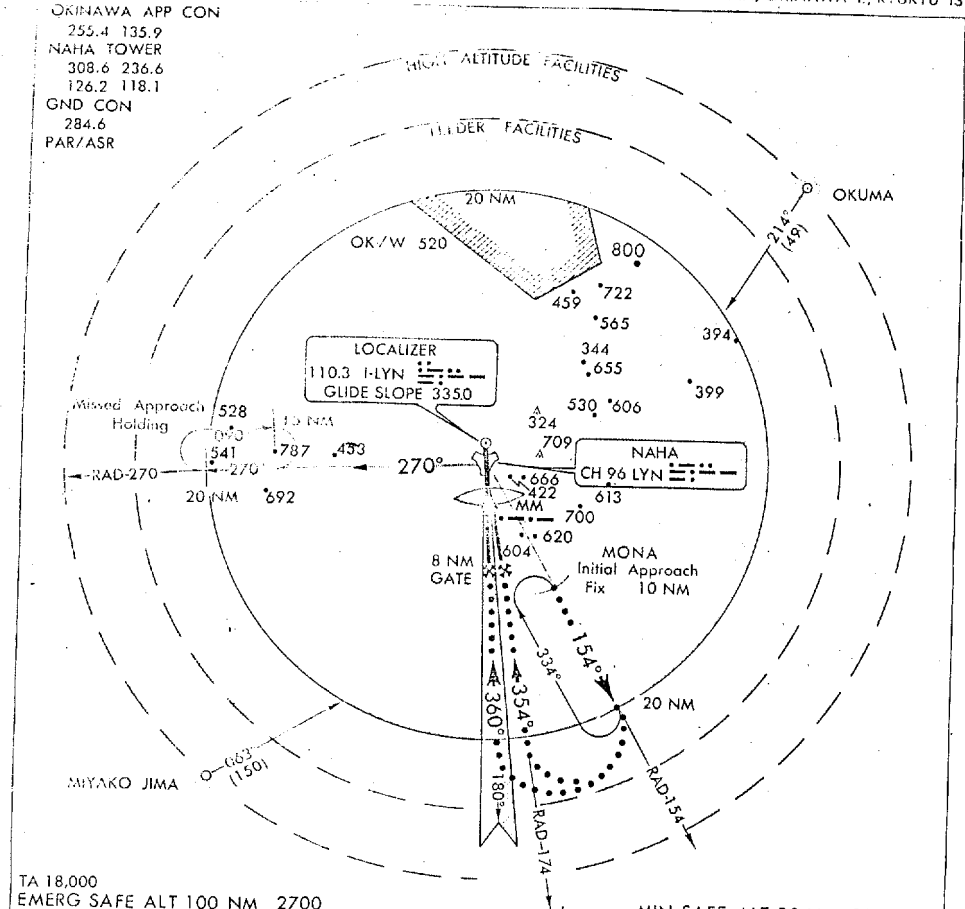 OKINAWA APP CON
255.4 135.9
NAHA TOWER
308.6 236.6
126.2 118.1
GND CON
284.6
PAR/ASR
HIGH ALTITUDE FACILITIES
FEEDER FACILITIES
OKUMA
214°
(49)
20 NM
OK/W 520
800
459
722
565
344
655
394
399
530
606
324
709
LOCALIZER
110.3 I-LYN
GLIDE SLOPE 335.0
Missed Approach
Holding
528
090
15 NM
541
787
453
270°
RAD-270
270°
20 NM
692
NAHA
CH 96 LYN
666
422
613
MM
700
620
604
8 NM
GATE
MONA
Initial Approach
Fix 10 NM
154°
334°
360°
354°
20 NM
180°
RAD-174
RAD-154
MIYAKO JIMA
063
(150)
TA 18,000
EMERG SAFE ALT 100 NM 2700